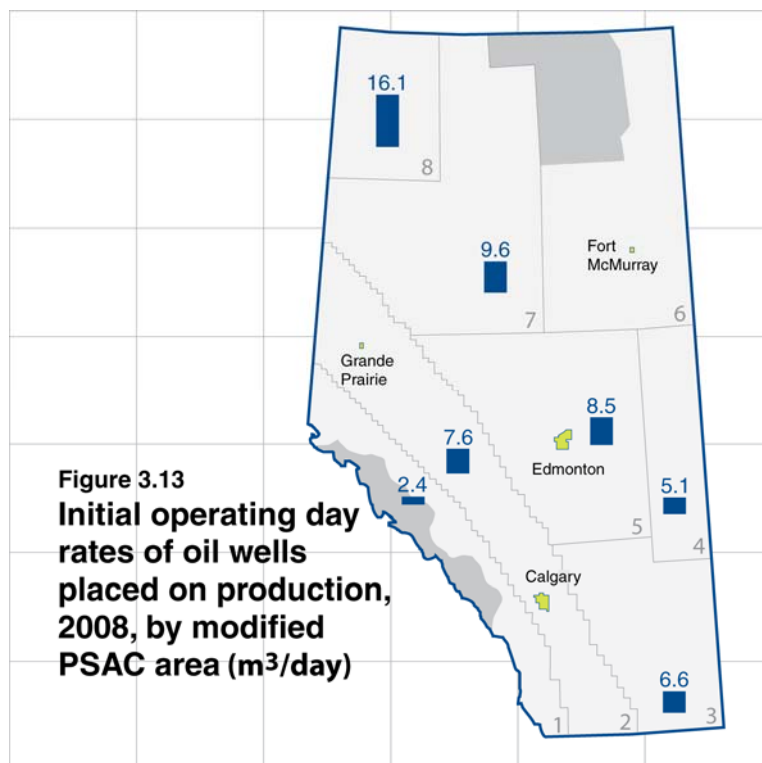 16.1
8
9.6
Fort
McMurray
7
6
Grande
Prairie
8.5
7.6
Edmonton
2.4
5.1
5
4
Figure 3.13
Initial operating day
rates of oil wells
placed on production,
2008, by modified
PSAC area (m³/day)
Calgary
6.6
1
2
3